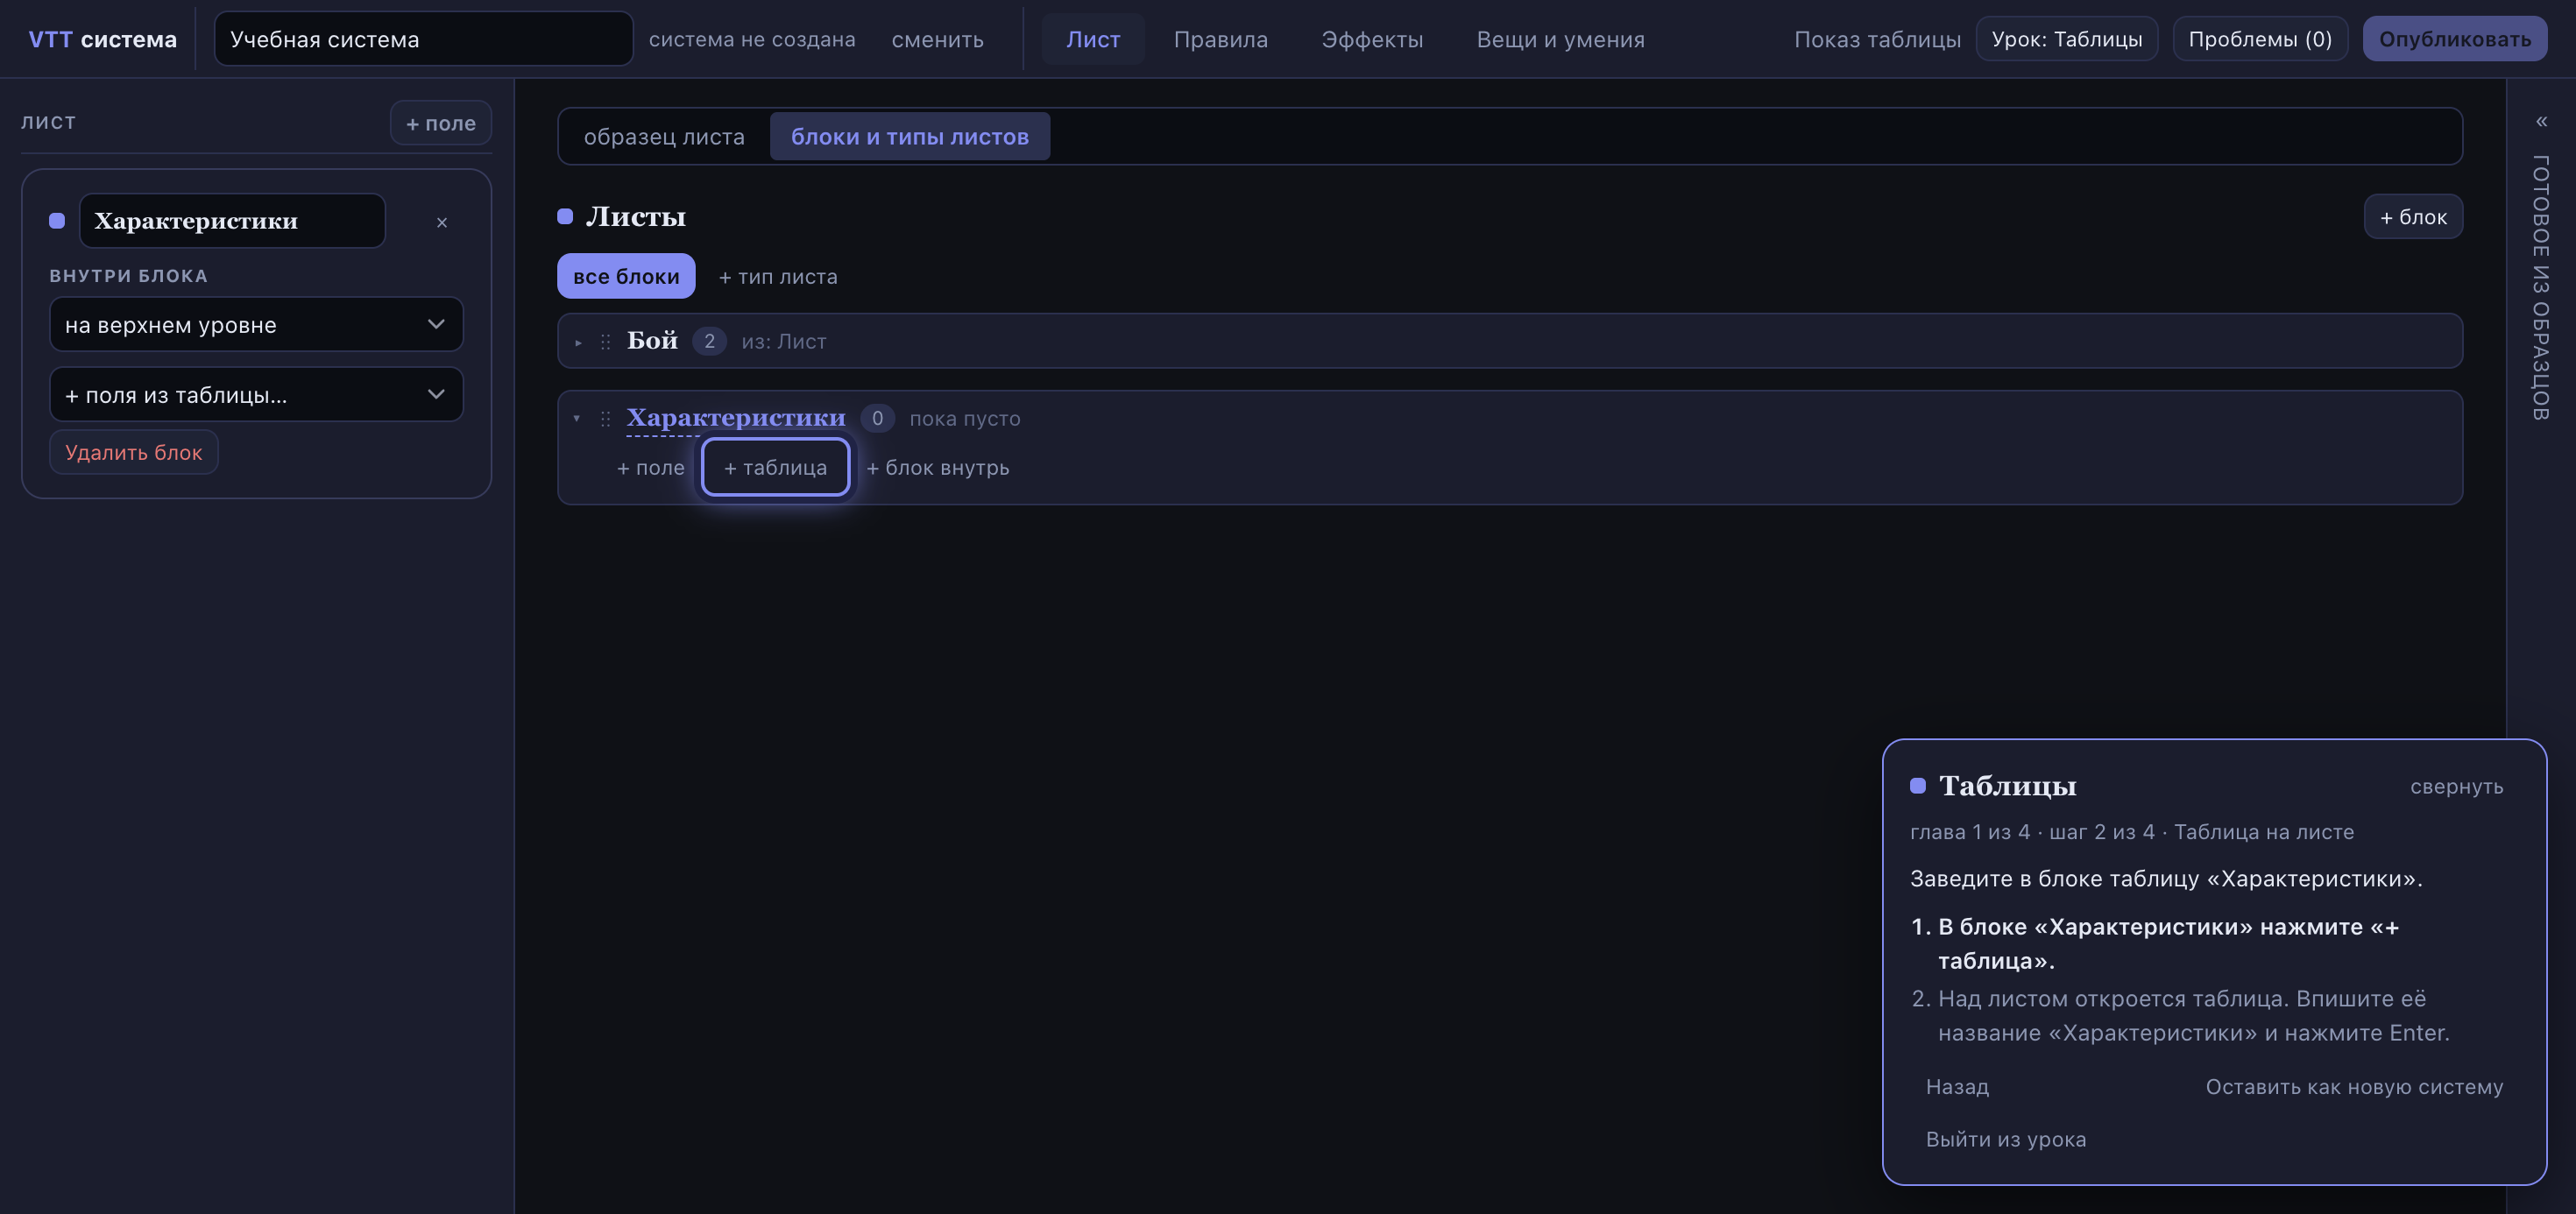 VTT система
Учебная система
система не создана
сменить
Лист
Правила
Эффекты
Вещи и умения
Показ таблицы
Урок: Таблицы
Проблемы (0)
Опубликовать
ЛИСТ
+ поле
Характеристики
×
ВНУТРИ БЛОКА
на верхнем уровне
+ поля из таблицы...
Удалить блок
образец листа
блоки и типы листов
Листы
+ блок
все блоки
+ тип листа
Бой 2 из: Лист
Характеристики 0 пока пусто
+ поле
+ таблица
+ блок внутрь
«
ГОТОВОЕ ИЗ ОБРАЗЦОВ
Таблицы
свернуть
глава 1 из 4 · шаг 2 из 4 · Таблица на листе
Заведите в блоке таблицу «Характеристики».
1. В блоке «Характеристики» нажмите «+
таблица».
2. Над листом откроется таблица. Впишите её
название «Характеристики» и нажмите Enter.
Назад
Оставить как новую систему
Выйти из урока